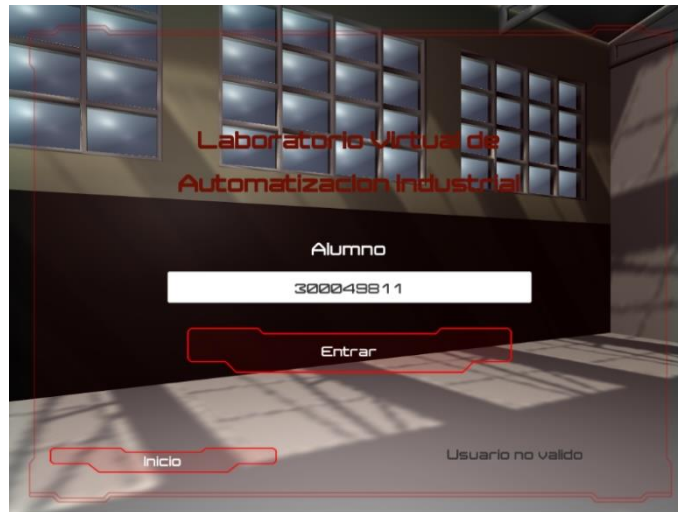 Laboratorio Virtual de
Automatizacion Industrial
Alumno
300049811
Entrar
Inicio
Usuario no valido